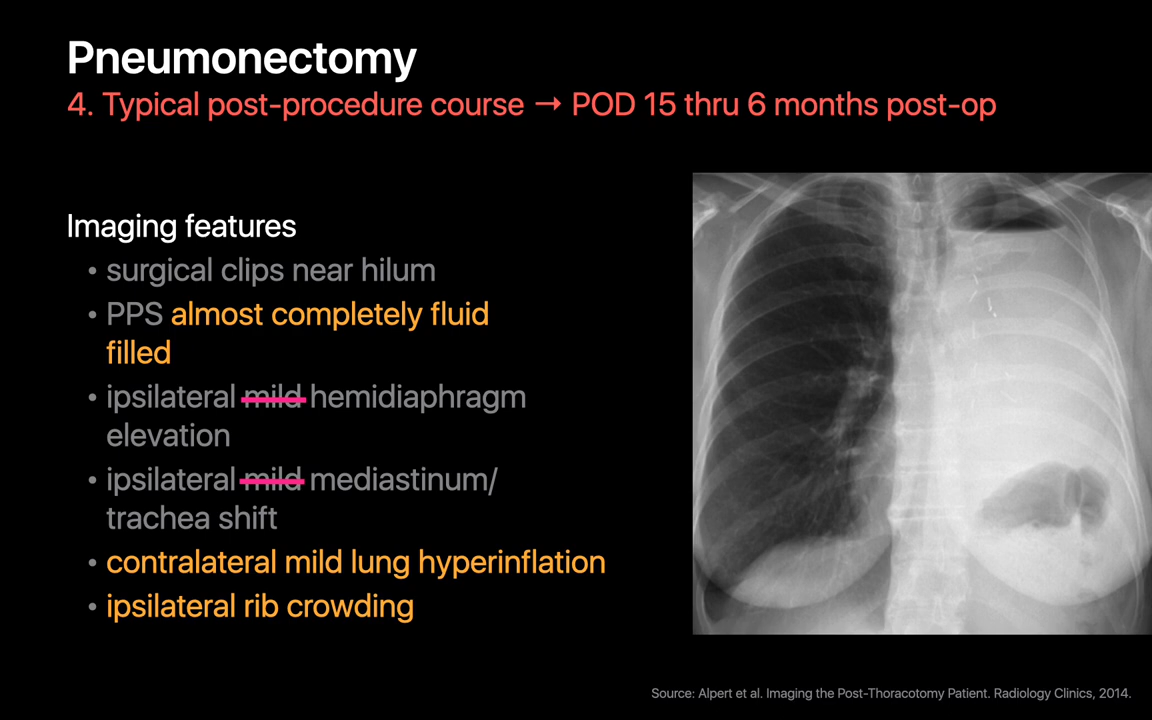 Pneumonectomy
4. Typical post-procedure course → POD 15 thru 6 months post-op
Imaging features
• surgical clips near hilum
• PPS almost completely fluid
filled
• ipsilateral mild hemidiaphragm
elevation
• ipsilateral mild mediastinum/
trachea shift
• contralateral mild lung hyperinflation
• ipsilateral rib crowding
Source: Alpert et al. Imaging the Post-Thoracotomy Patient. Radiology Clinics, 2014.